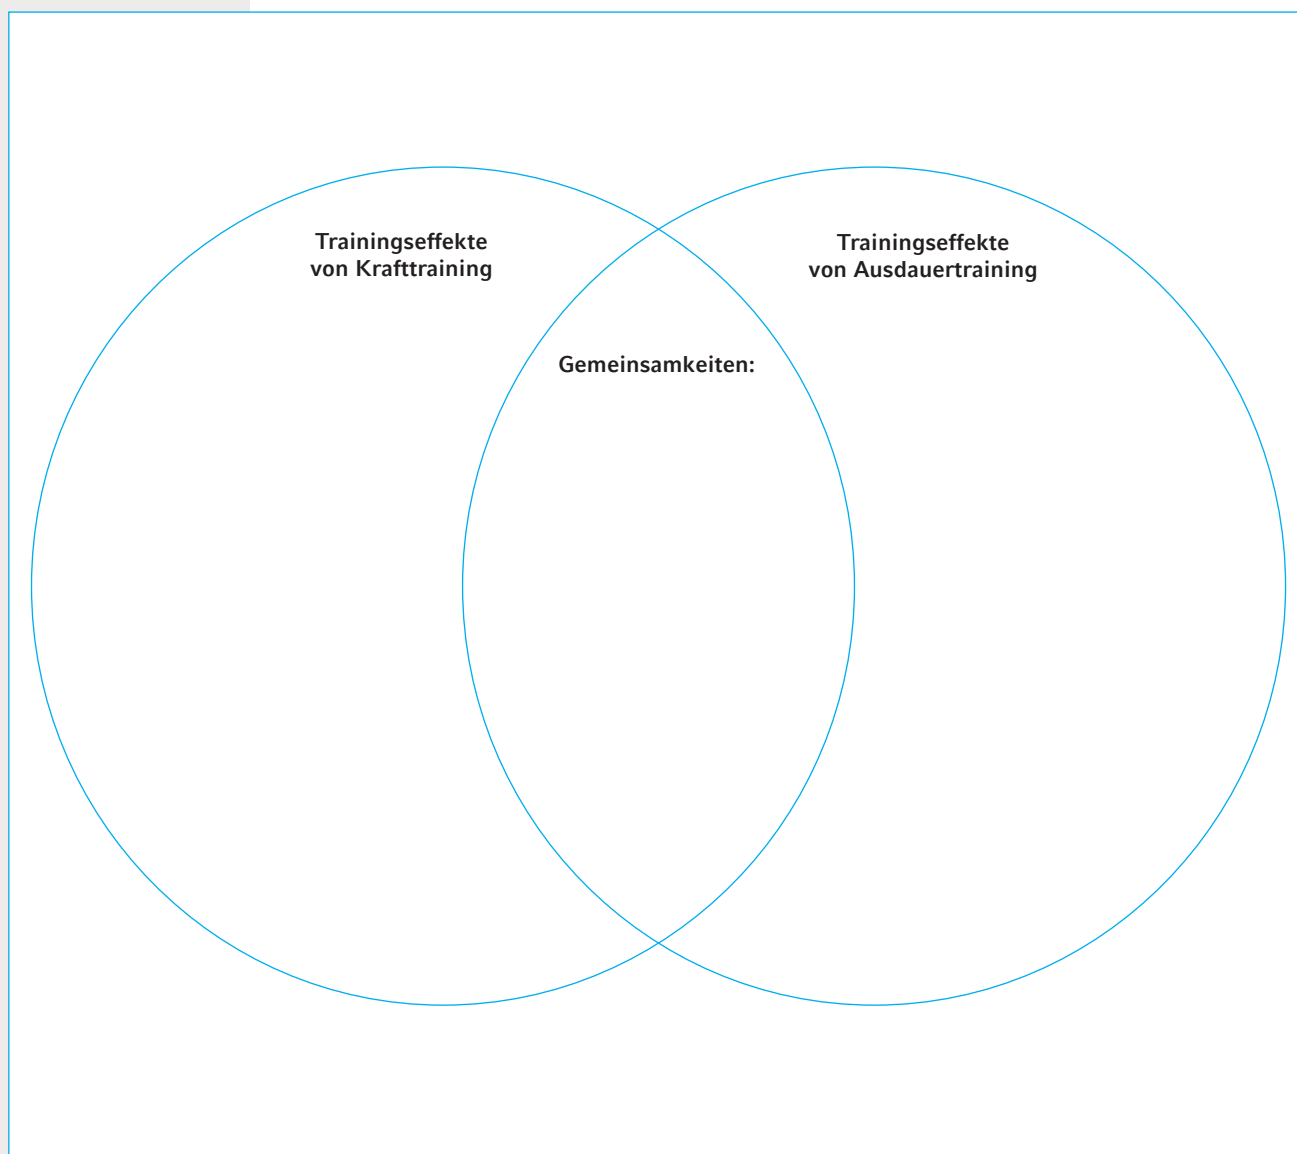 Trainingseffekte
von Krafttraining
Trainingseffekte
von Ausdauertraining
Gemeinsamkeiten: